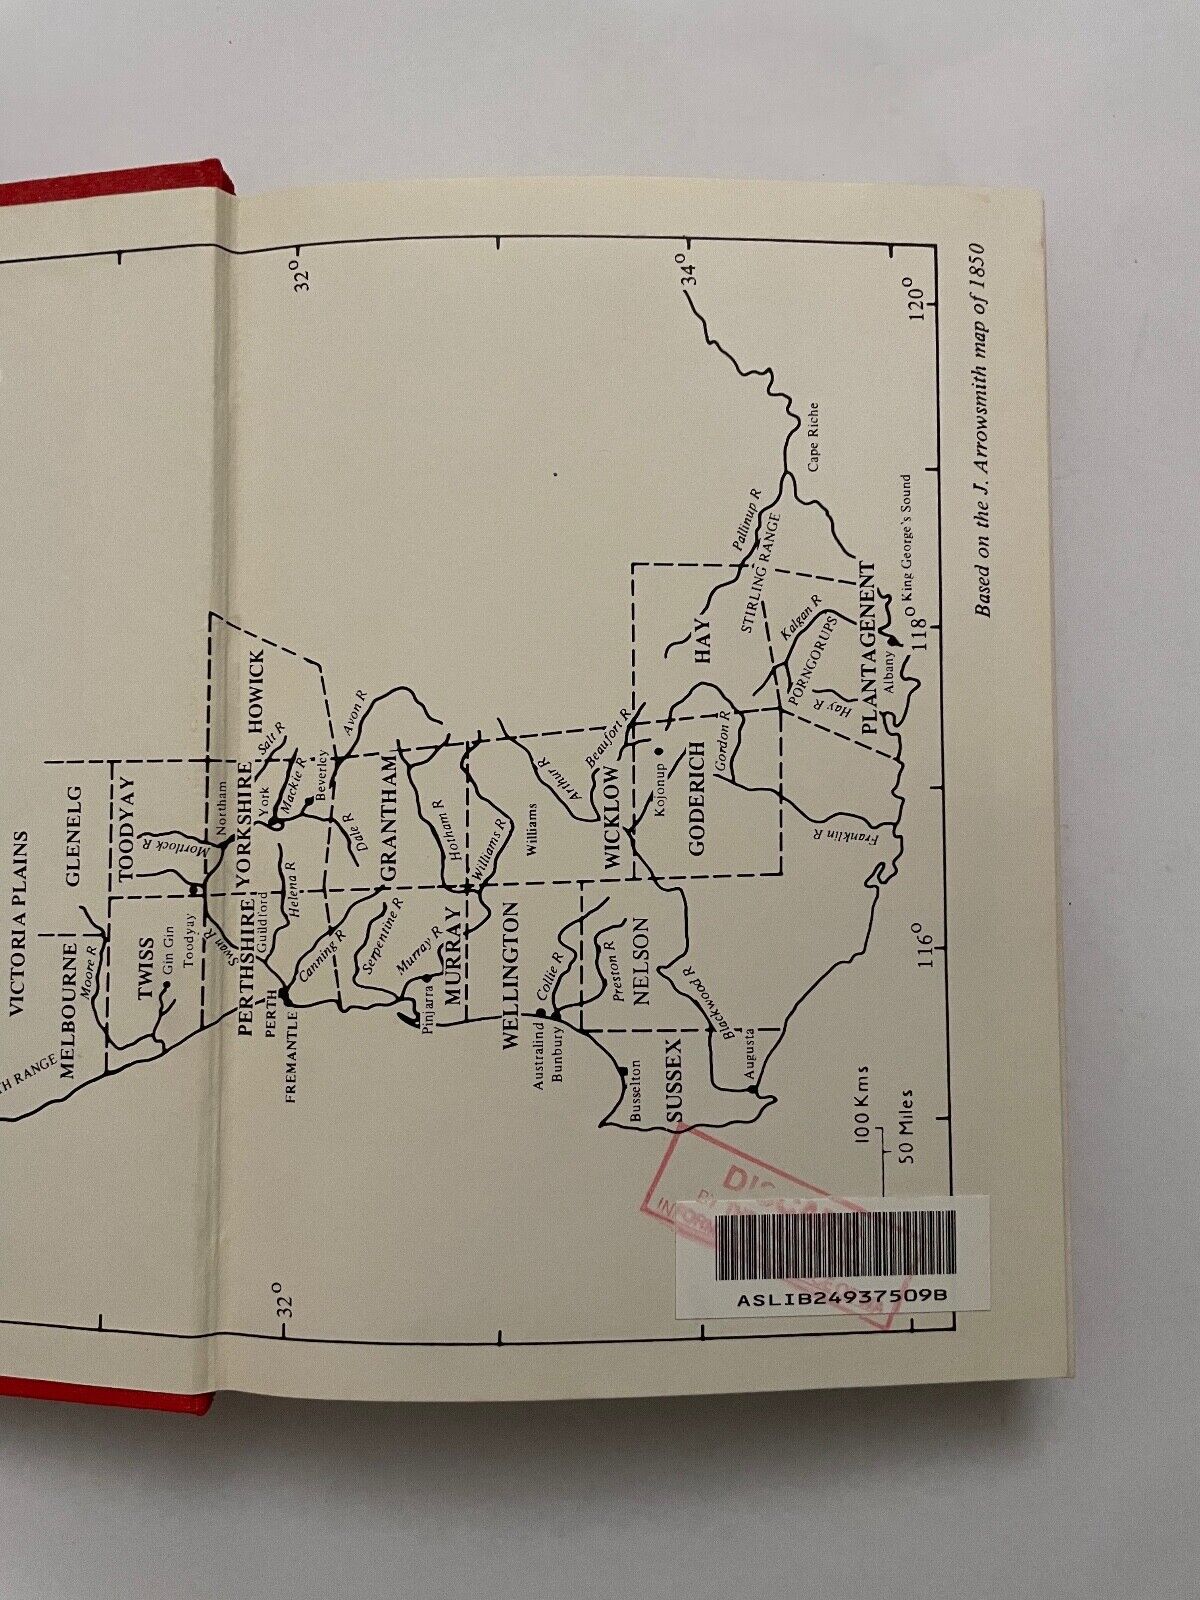 VICTORIA PLAINS
GLENELG
MELBOURNE
Moore R
TH RANGE
TOODYAY
Mortlock R
TWISS
Gin Gin
Toodyay
Northam
Swan R
HOWICK
YORKSHIRE
PERTHSHIRE
Guildford
Helena R
York
Salt R
Mackie R
Beverley
PERTH
FREMANTLE
Canning R
Avon R
Dale R
GRANTHAM
Serpentine R
Murray R
Pinjarra
MURRAY
Hotham R
Williams R
Williams
WELLINGTON
Collie R
Australind
Bunbury
Preston R
Arthur R
Beaufort R
WICKLOW
NELSON
Busselton
SUSSEX
Blackwood R
Augusta
Kojonup
GODERICH
Gordon R
Franklin R
HAY
Pallinup R
STIRLING RANGE
Kalgan R
PORNGORUPS
Hay R
PLANTAGENENT
Albany
King George's Sound
Cape Riche
32°
34°
120°
118°
116°
32°
100 Kms
50 Miles
Based on the J. Arrowsmith map of 1850
ASLIB24937509B